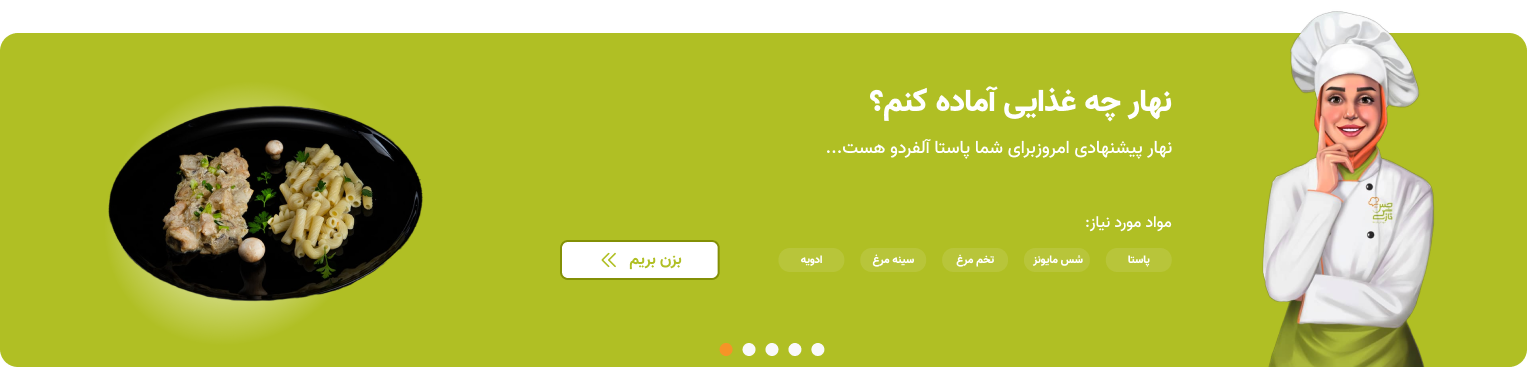 نهار چه غذایی آماده کنم؟
نهار پیشنهادی امروزبرای شما پاستا آلفردو هست...
مواد مورد نیاز:
پاستا سُس مایونز تخم مرغ سینه مرغ ادویه
بزن بریم